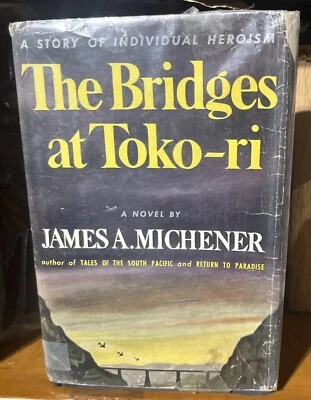 A STORY OF INDIVIDUAL HEROISM
The Bridges
at Toko-ri
A NOVEL BY
JAMES A. MICHENER
author of TALES OF THE SOUTH PACIFIC and RETURN TO PARADISE